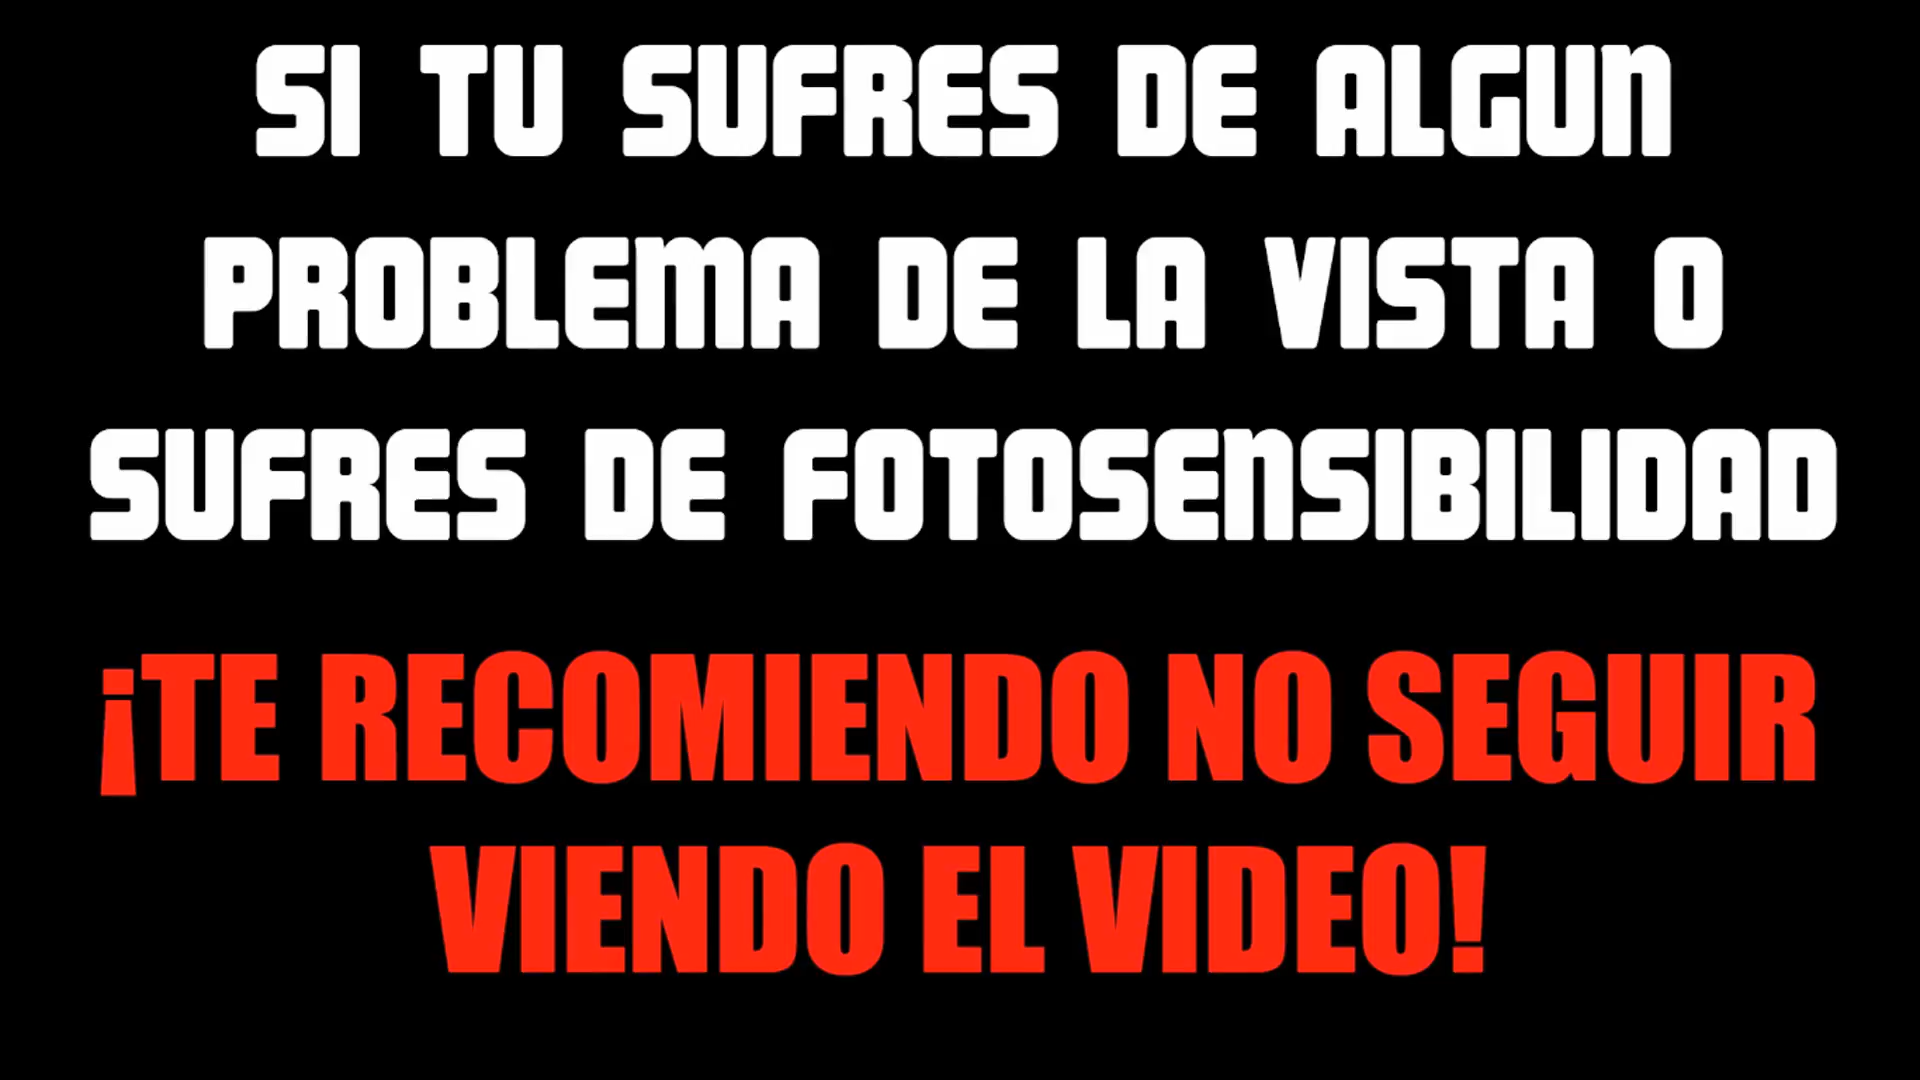 SI TU SUFRES DE ALGUN
PROBLEMA DE LA VISTA O
SUFRES DE FOTOSENSIBILIDAD
¡TE RECOMIENDO NO SEGUIR
VIENDO EL VIDEO!